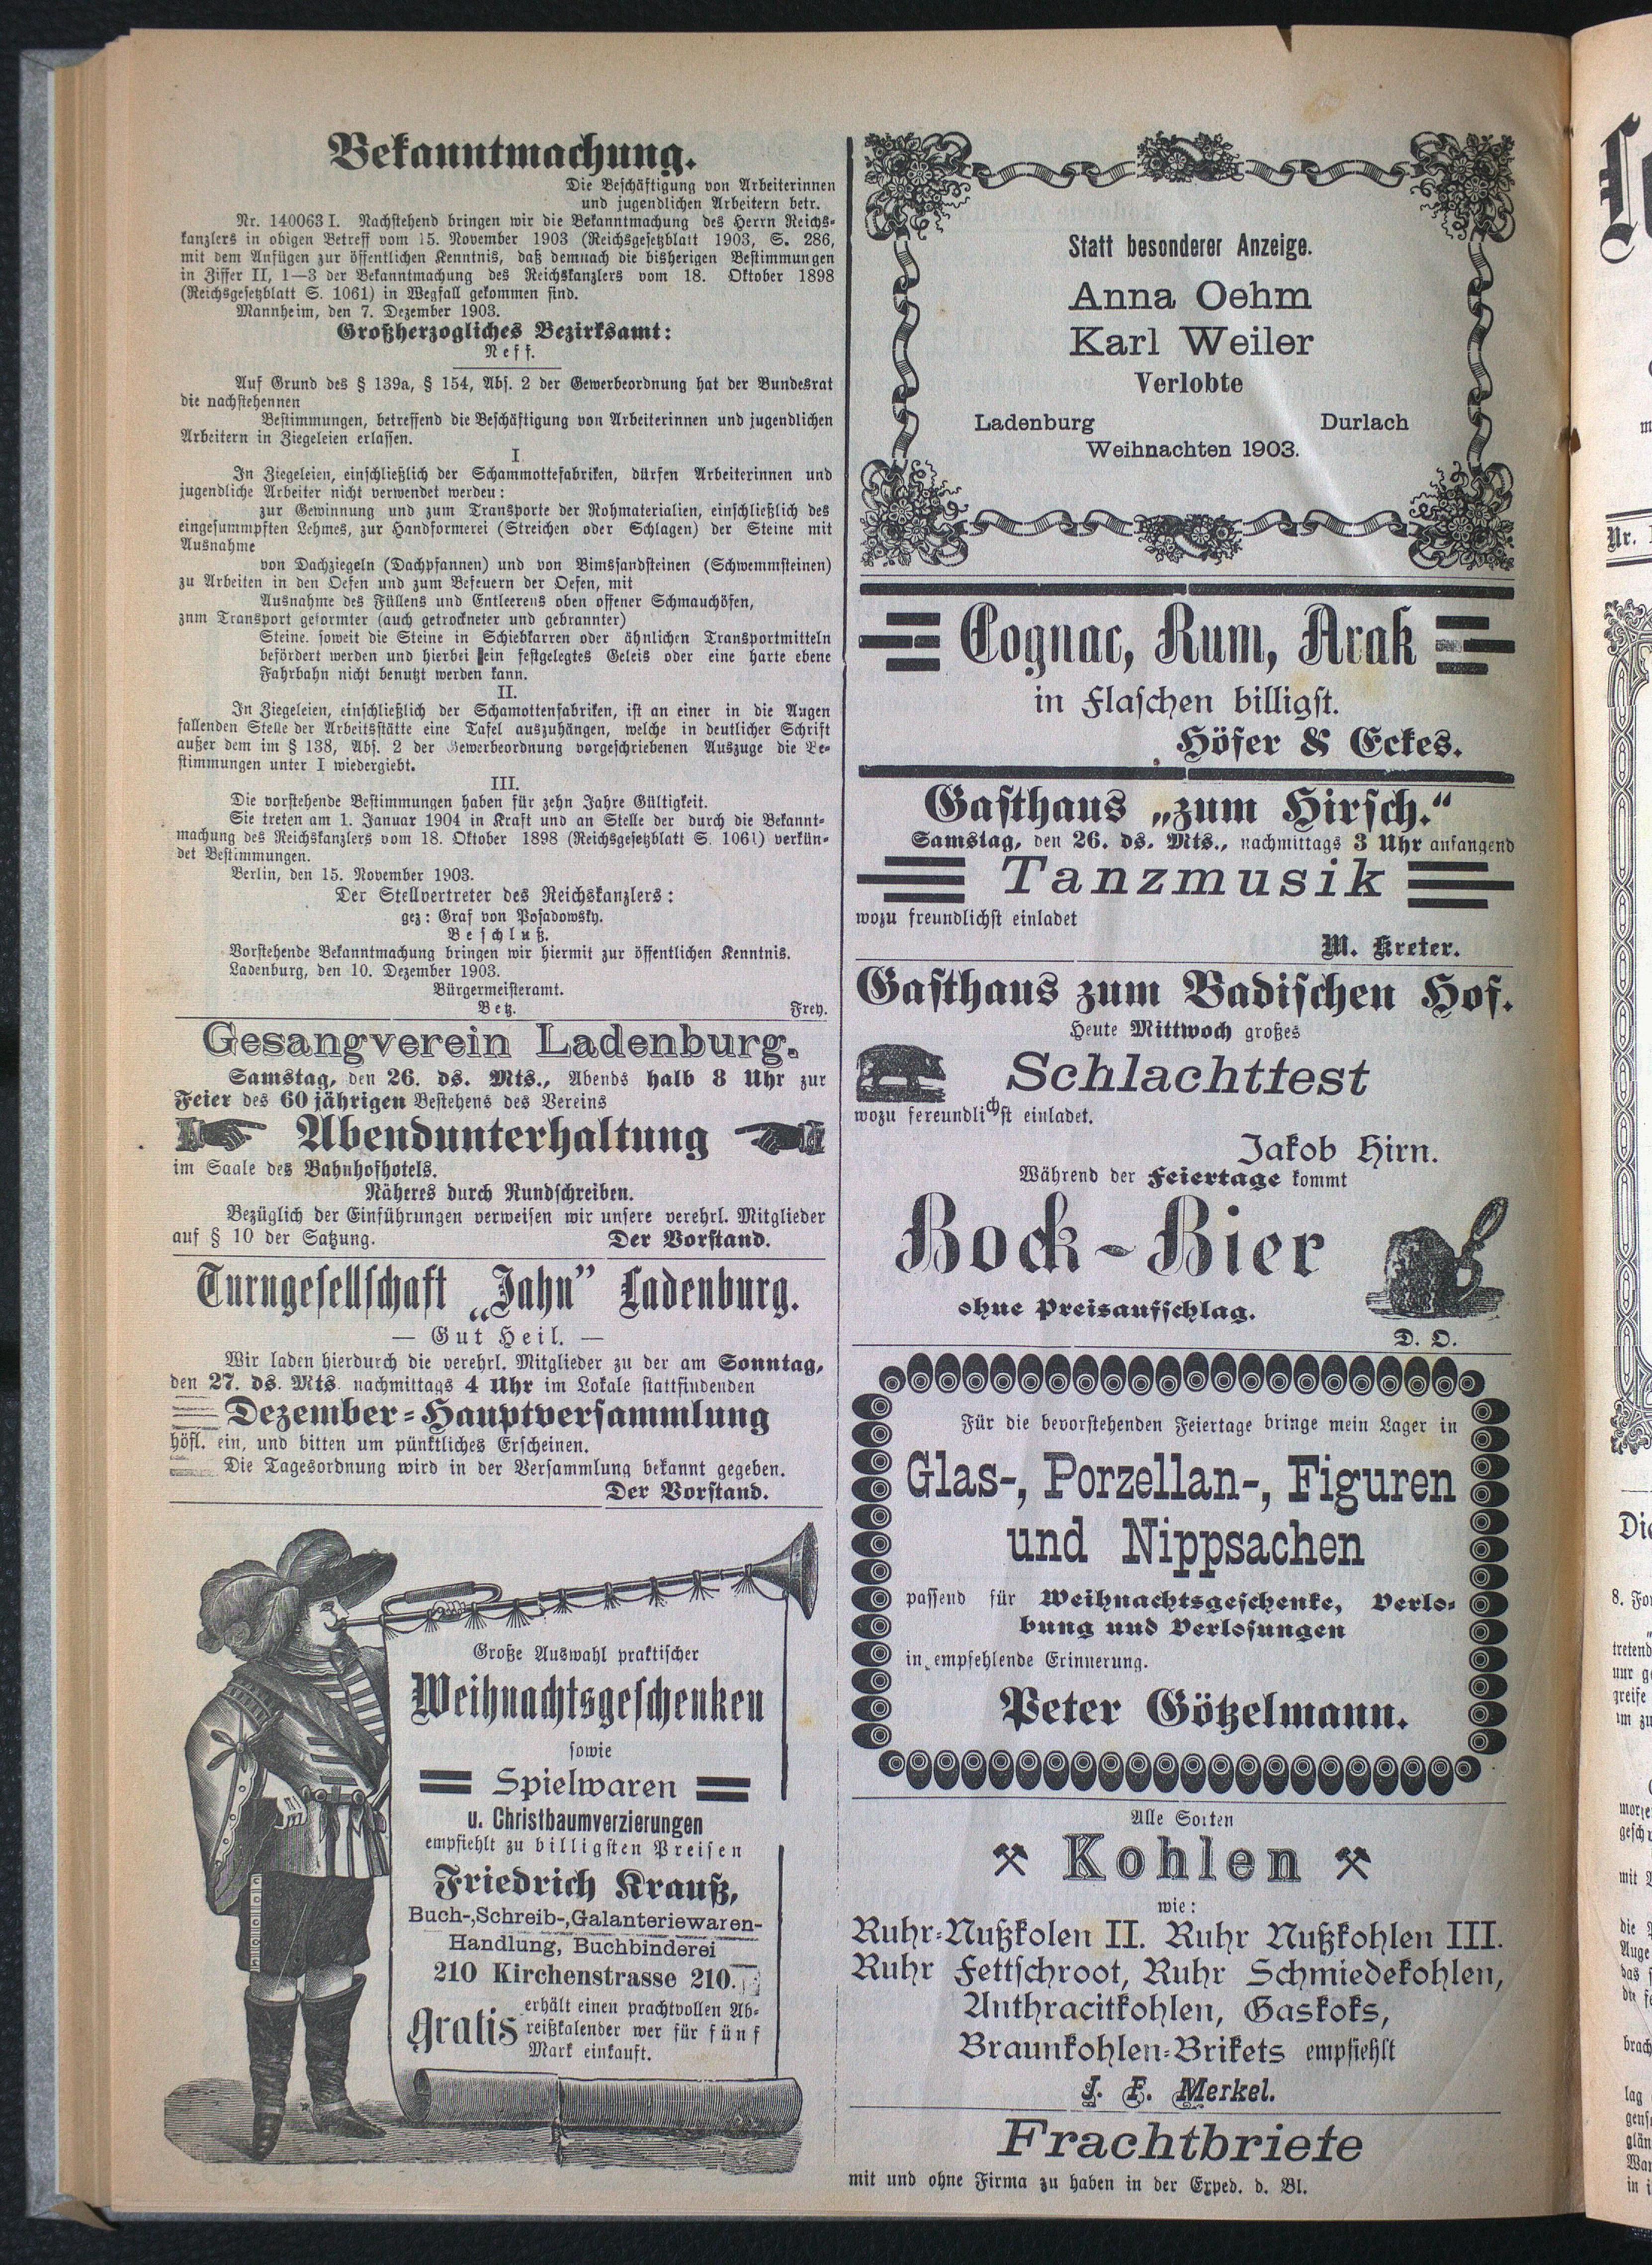 Bekanntmachung.
Die Beschäftigung von Arbeiterinnen
und jugendlichen Arbeitern betr.
Nr. 140063 I. Nachstehend bringen wir die Bekanntmachung des Herrn Reichs-
kanzlers in obigen Betreff vom 15. November 1903 (Reichsgesetzblatt 1903, S. 286,
mit dem Anfügen zur öffentlichen Kenntnis, daß demnach die bisherigen Bestimmungen
in Ziffer II, 1—3 der Bekanntmachung des Reichskanzlers vom 18. Oktober 1898
(Reichsgesetzblatt S. 1061) in Wegfall gekommen sind.
Mannheim, den 7. Dezember 1903.
Großherzogliches Bezirksamt:
Neff.
Auf Grund des § 139a, § 154, Abs. 2 der Gewerbeordnung hat der Bundesrat
die nachstehennen
Bestimmungen, betreffend die Beschäftigung von Arbeiterinnen und jugendlichen
Arbeitern in Ziegeleien erlassen.
I
In Ziegeleien, einschließlich der Schammottefabriken, dürfen Arbeiterinnen und
jugendliche Arbeiter nicht verwendet werdeu:
zur Gewinnung und zum Transporte der Rohmaterialien, einschließlich des
eingesummpften Lehmes, zur Handformerei (Streichen oder Schlagen) der Steine mit
Ausnahme
von Dachziegeln (Dachpfannen) und von Bimssandsteinen (Schwemmsteinen)
zu Arbeiten in den Oefen und zum Befeuern der Oefen, mit
Ausnahme des Füllens und Entleerens oben offener Schmauchöfen,
znm Transport geformter (auch getrockneter und gebrannter)
Steine. soweit die Steine in Schiebkarren oder ähnlichen Transportmitteln
befördert werden und hierbei ein festgelegtes Geleis oder eine harte ebene
Fahrbahn nicht benutzt werden kann.
II.
In Ziegeleien, einschließlich der Schamottenfabriken, ist an einer in die Augen
fallenden Stelle der Arbeitsstätte eine Tafel auszuhängen, welche in deutlicher Schrift
außer dem im § 138, Abs. 2 der Gewerbeordnung vorgeschriebenen Auszuge die Be-
stimmungen unter I wiedergiebt.
III.
Die vorstehende Bestimmungen haben für zehn Jahre Gültigkeit.
Sie treten am 1. Januar 1904 in Kraft und an Stelle der durch die Bekannt-
machung des Reichskanzlers vom 18. Oktober 1898 (Reichsgesetzblatt S. 1061) verkün-
det Bestimmungen.
Berlin, den 15. November 1903.
Der Stellvertreter des Reichskanzlers:
gez: Graf von Posadowsky.
Beschluß.
Vorstehende Bekanntmachung bringen wir hiermit zur öffentlichen Kenntnis.
Ladenburg, den 10. Dezember 1903.
Bürgermeisteramt.
Betz. Frey.
Gesangverein Ladenburg.
Samstag, den 26. ds. Mts., Abends halb 8 Uhr zur
Feier des 60 jährigen Bestehens des Vereins
Abendunterhaltung
im Saale des Bahnhofhotels.
Näheres durch Rundschreiben.
Bezüglich der Einführungen verweisen wir unsere verehrl. Mitglieder
auf § 10 der Satzung. Der Vorstand.
Turngesellschaft „Jahn” Ladenburg.
— Gut Heil. —
Wir laden hierdurch die verehrl. Mitglieder zu der am Sonntag,
den 27. ds. Mts. nachmittags 4 Uhr im Lokale stattfindenden
Dezember-Hauptversammlung
höfl. ein, und bitten um pünktliches Erscheinen.
Die Tagesordnung wird in der Versammlung bekannt gegeben.
Der Vorstand.
Große Auswahl praktischer
Weihnachtsgeschenken
sowie
Spielwaren
u. Christbaumverzierungen
empfiehlt zu billigsten Preisen
Friedrich Krauß,
Buch-,Schreib-,Galanteriewaren-
Handlung, Buchbinderei
210 Kirchenstrasse 210.
Gratis erhält einen prachtvollen Ab-
reißkalender wer für fünf
Mark einkauft.
Statt besonderer Anzeige.
Anna Oehm
Karl Weiler
Verlobte
Ladenburg Durlach
Weihnachten 1903.
Cognac, Rum, Arak
in Flaschen billigst.
Höfer & Eckes.
Gasthaus „zum Hirsch.“
Samstag, den 26. ds. Mts., nachmittags 3 Uhr anfangend
Tanzmusik
wozu freundlichst einladet
M. Kreter.
Gasthaus zum Badischen Hof.
Heute Mittwoch großes
Schlachtfest
wozu fereundlichst einladet.
Jakob Hirn.
Während der Feiertage kommt
Bock-Bier
ohne Preisaufschlag.
D. O.
Für die bevorstehenden Feiertage bringe mein Lager in
Glas-, Porzellan-, Figuren
und Nippsachen
passend für Weihnachtsgeschenke, Verlo-
bung und Verlosungen
in empfehlende Erinnerung.
Peter Götzelmann.
Alle Sorten
Kohlen
wie:
Ruhr-Nußkolen II. Ruhr Nußkohlen III.
Ruhr Fettschroot, Ruhr Schmiedekohlen,
Anthracitkohlen, Gaskoks,
Braunkohlen-Brikets empfiehlt
J. F. Merkel.
Frachtbriefe
mit und ohne Firma zu haben in der Exped. d. Bl.